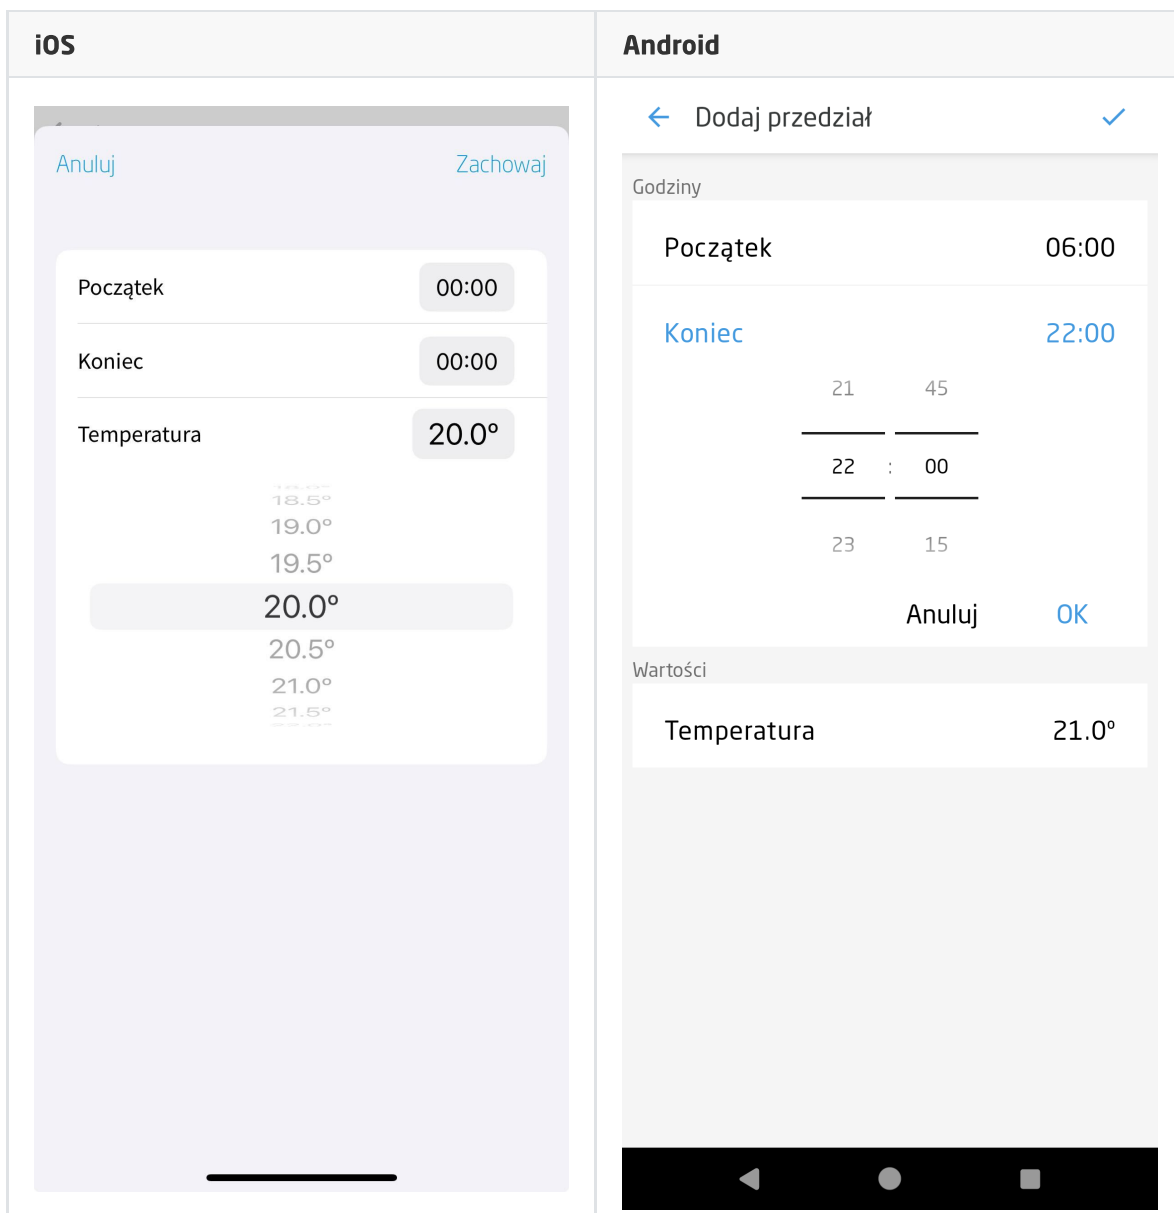 iOS
Anuluj
Zachowaj
Początek
00:00
Koniec
00:00
Temperatura
20.0°
18.5°
19.0°
19.5°
20.0°
20.5°
21.0°
21.5°
Android
Dodaj przedział
Godziny
Początek
06:00
Koniec
22:00
21 45
22 : 00
23 15
Anuluj
OK
Wartości
Temperatura
21.0°